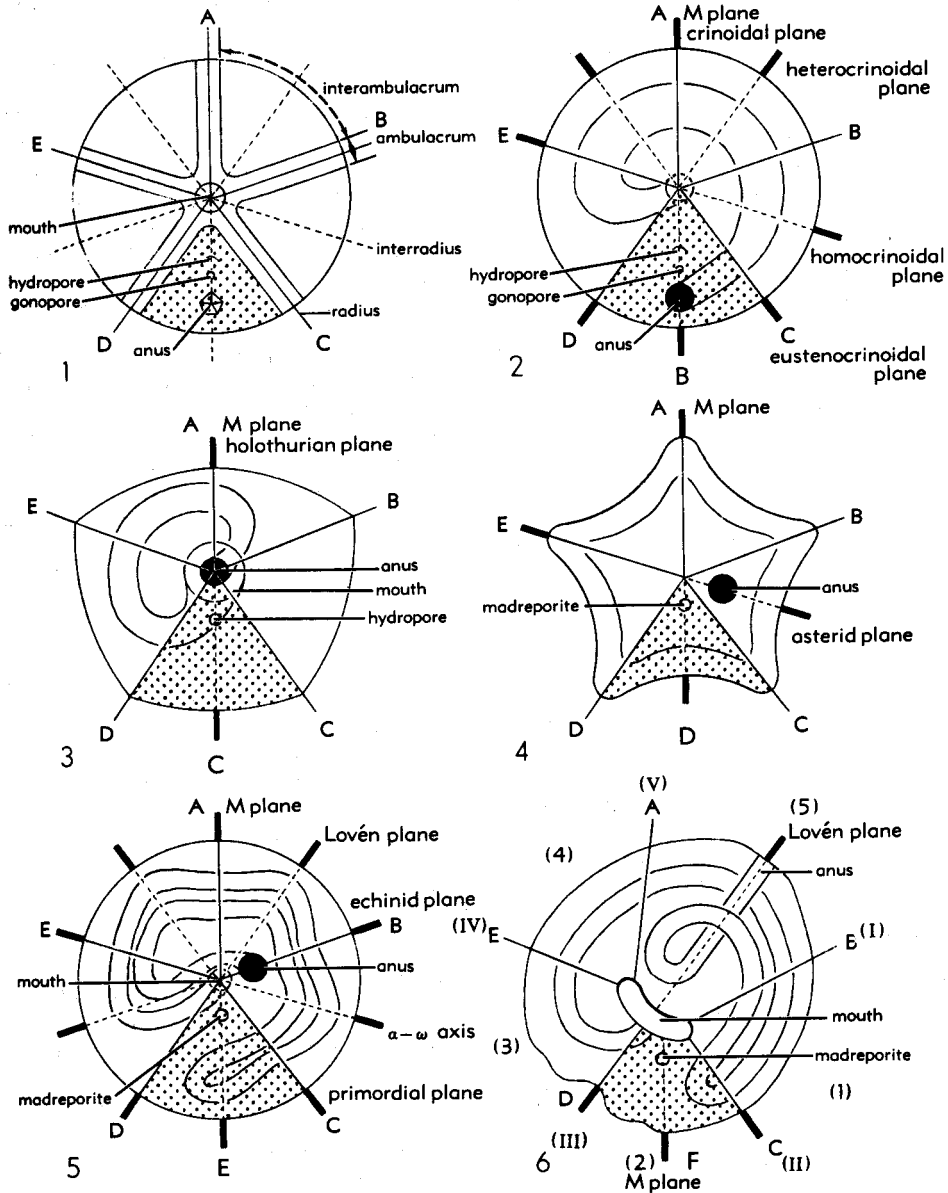 A
interambulacrum
B
E
ambulacrum
mouth
interradius
hydropore
gonopore
radius
anus
D
C
1
A M plane
crinoidal plane
heterocrinoidal
plane
E
B
homocrinoidal
plane
hydropore
gonopore
D
anus
C
eustenocrinoidal
plane
2
B
A M plane
holothurian plane
E
B
anus
mouth
hydropore
D
C
3
C
A M plane
E
B
madreporite
anus
asterid plane
D
C
4
D
A M plane
Lovén plane
echinid plane
E
B
mouth
anus
α–ω axis
madreporite
primordial plane
D
C
5
E
(V)
A
(5)
Lovén plane
(4)
anus
(IV) E
B (I)
mouth
(3)
madreporite
(1)
D
C (II)
6 (III)
(2) F
M plane